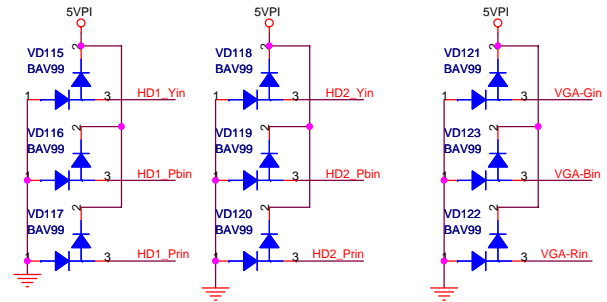 5VPI
5VPI
5VPI
VD115
BAV99
2
1
3
HD1_Yin
VD118
BAV99
2
1
3
HD2_Yin
VD121
BAV99
2
1
3
VGA-Gin
VD116
BAV99
2
1
3
HD1_Pbin
VD119
BAV99
2
1
3
HD2_Pbin
VD123
BAV99
2
1
3
VGA-Bin
VD117
BAV99
2
1
3
HD1_Prin
VD120
BAV99
2
1
3
HD2_Prin
VD122
BAV99
2
1
3
VGA-Rin